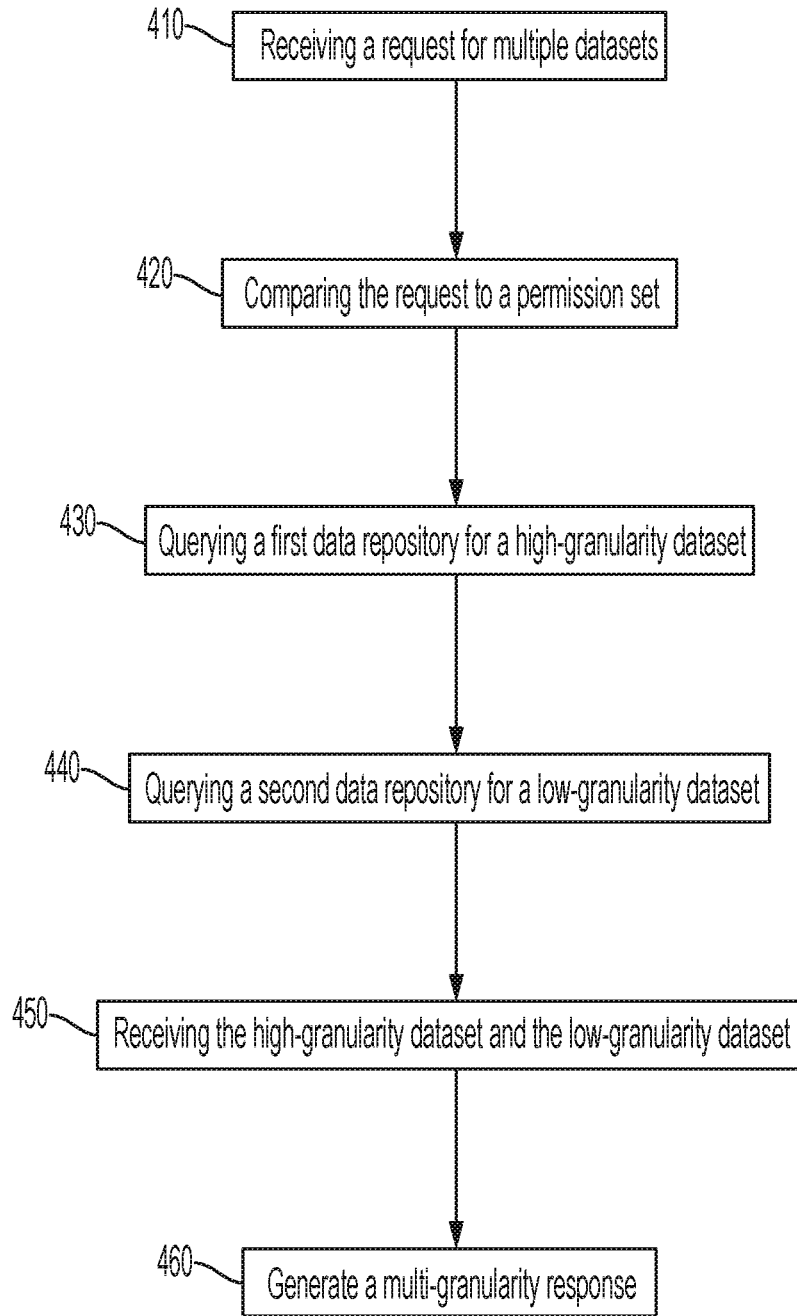 410
Receiving a request for multiple datasets
420
Comparing the request to a permission set
430
Querying a first data repository for a high-granularity dataset
440
Querying a second data repository for a low-granularity dataset
450
Receiving the high-granularity dataset and the low-granularity dataset
460
Generate a multi-granularity response